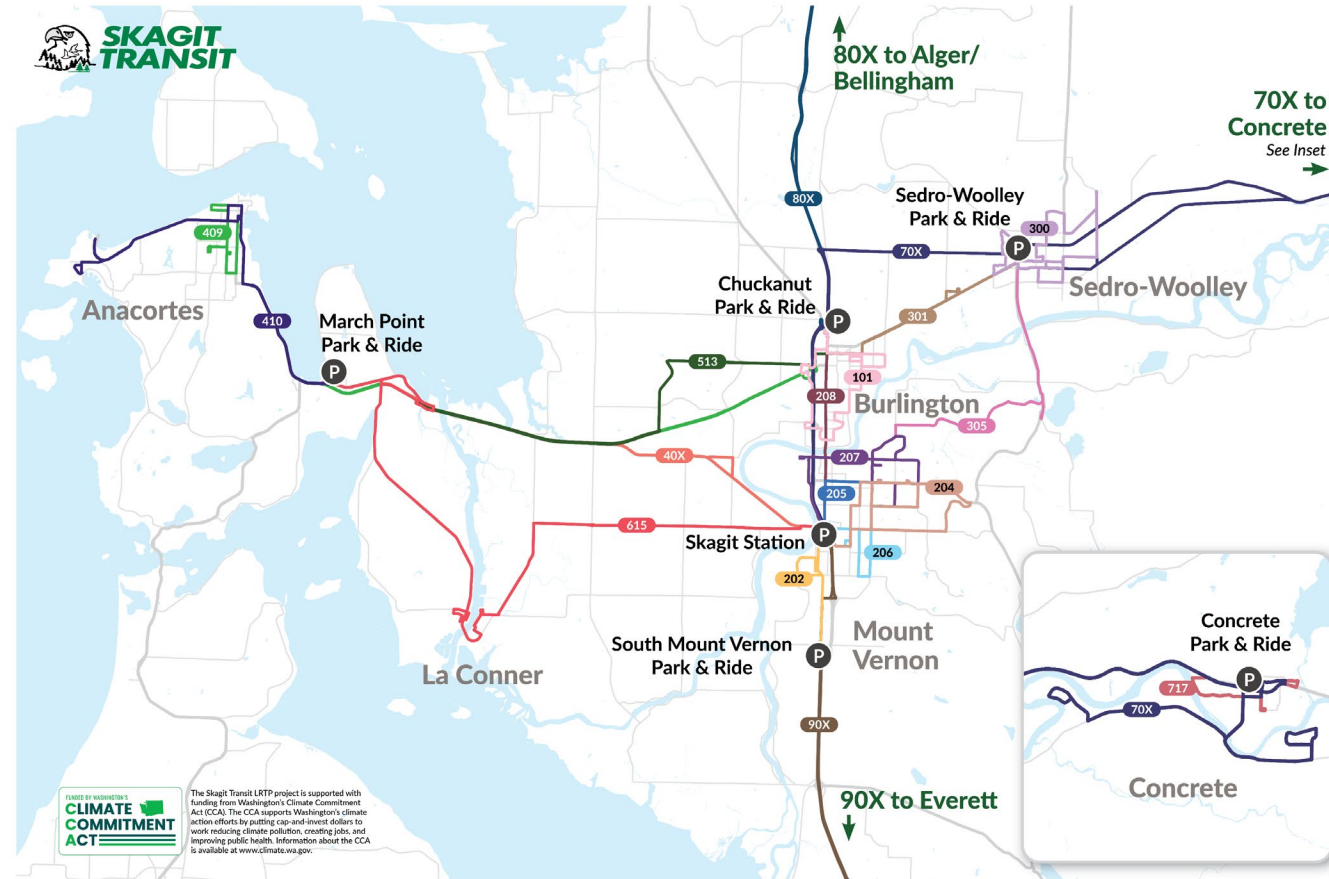 SKAGIT
TRANSIT
80X to Alger/
Bellingham
70X to
Concrete
See Inset
80X
Sedro-Woolley
Park & Ride
300
409
70X
Chuckanut
Park & Ride
Sedro-Woolley
Anacortes
410
March Point
Park & Ride
301
513
101
208
Burlington
305
40X
207
205
204
615
Skagit Station
206
202
South Mount Vernon
Park & Ride
Mount
Vernon
La Conner
90X
90X to Everett
Concrete
Park & Ride
717
70X
Concrete
FUNDED BY WASHINGTON'S
CLIMATE
COMMITMENT
ACT
The Skagit Transit LRTP project is supported with
funding from Washington's Climate Commitment
Act (CCA). The CCA supports Washington's climate
action efforts by putting cap-and-invest dollars to
work reducing climate pollution, creating jobs, and
improving public health. Information about the CCA
is available at www.climate.wa.gov.
P
P
P
P
P
P